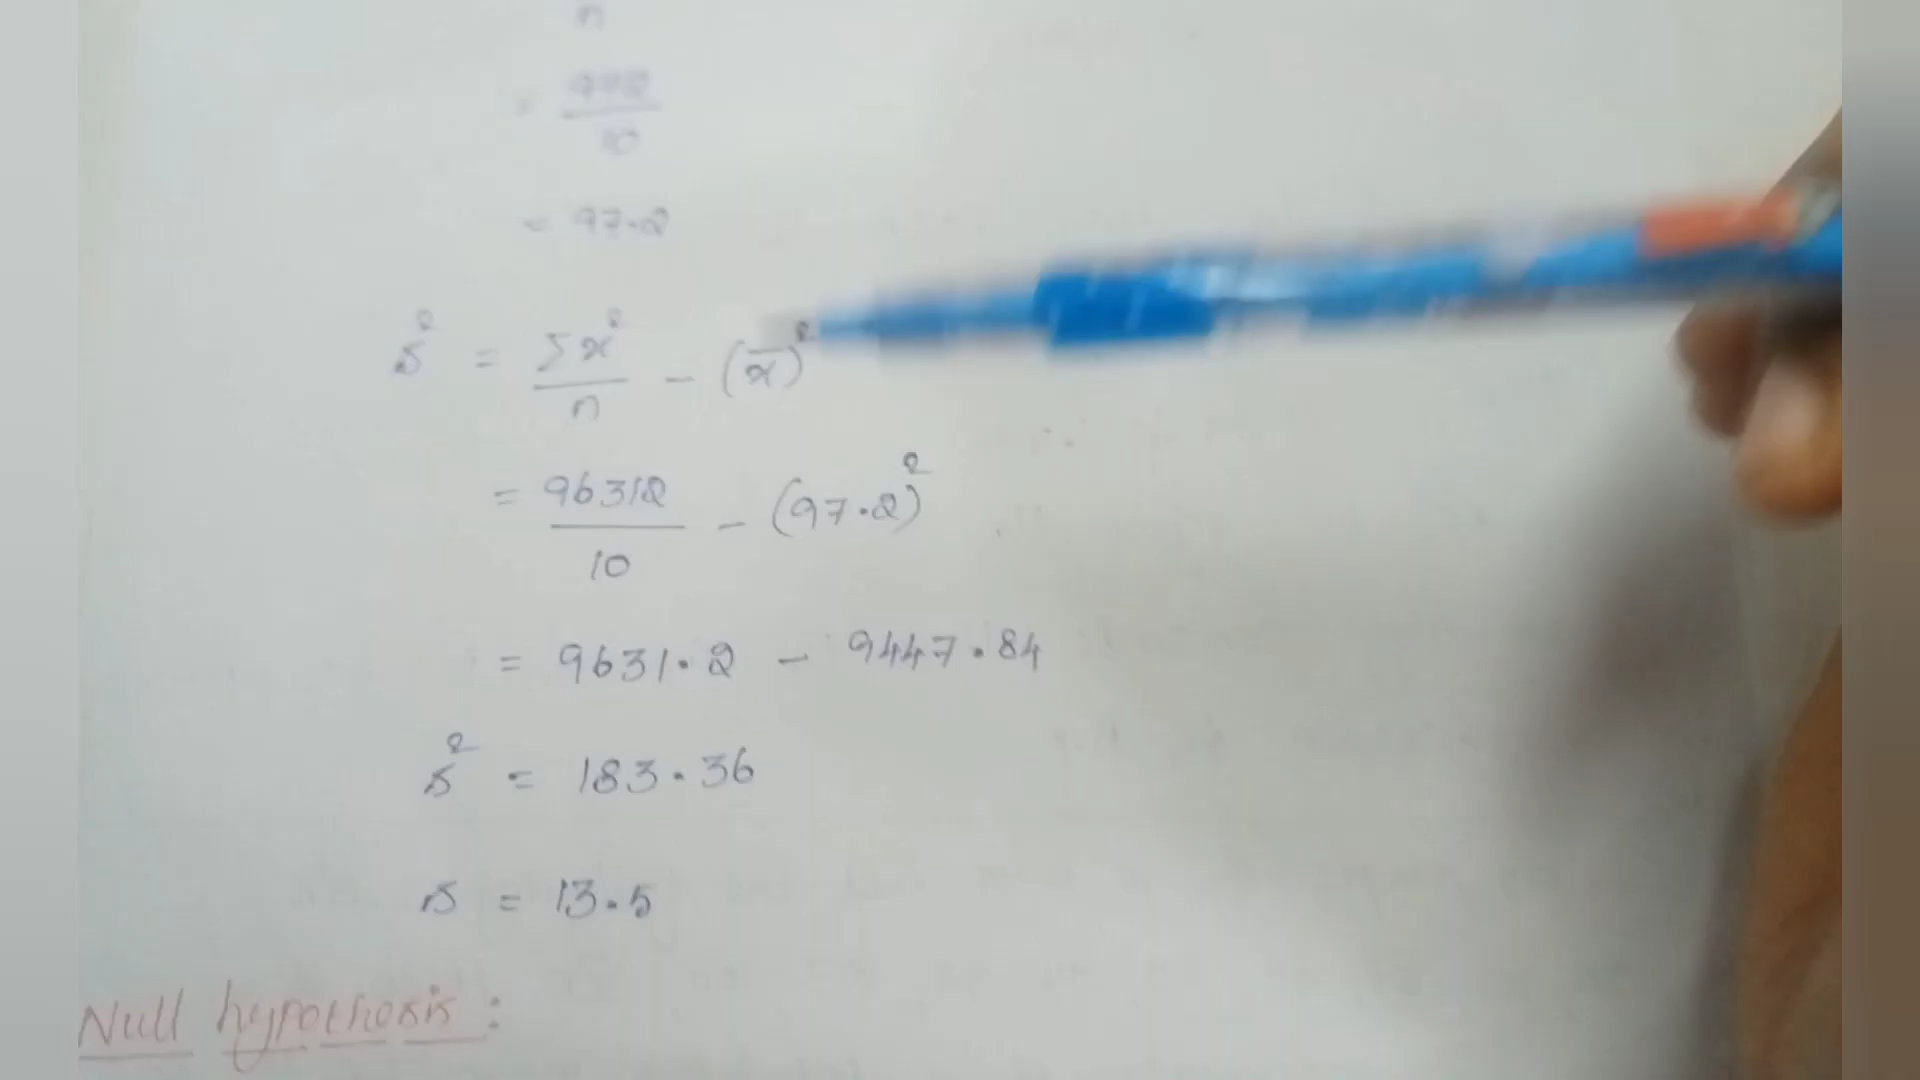 n
= 972
10
= 97.2
s² = Σx² / n − (x̄)²
= 96312 / 10 − (97.2)²
= 9631.2 − 9447.84
s² = 183.36
s = 13.5
Null hypothesis: